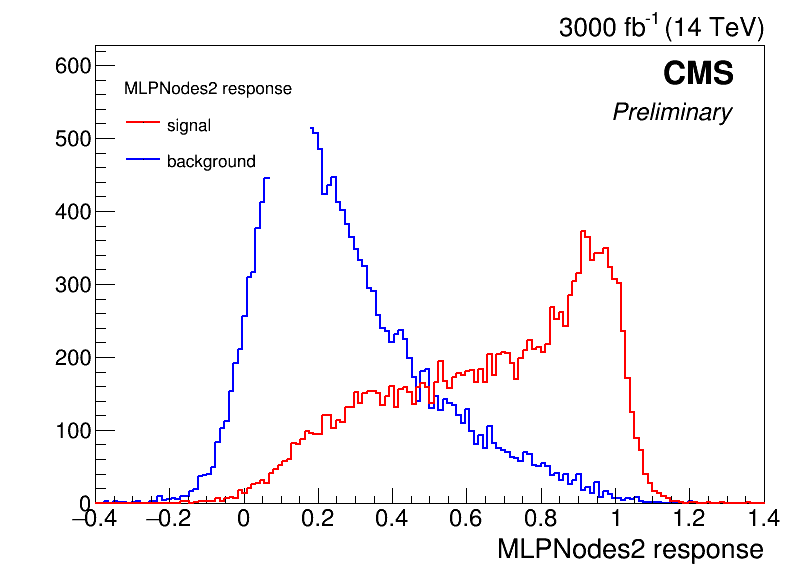 3000 fb-1 (14 TeV)
CMS
Preliminary
MLPNodes2 response
signal
background
600
500
400
300
200
100
0
−0.4 −0.2 0 0.2 0.4 0.6 0.8 1 1.2 1.4
MLPNodes2 response